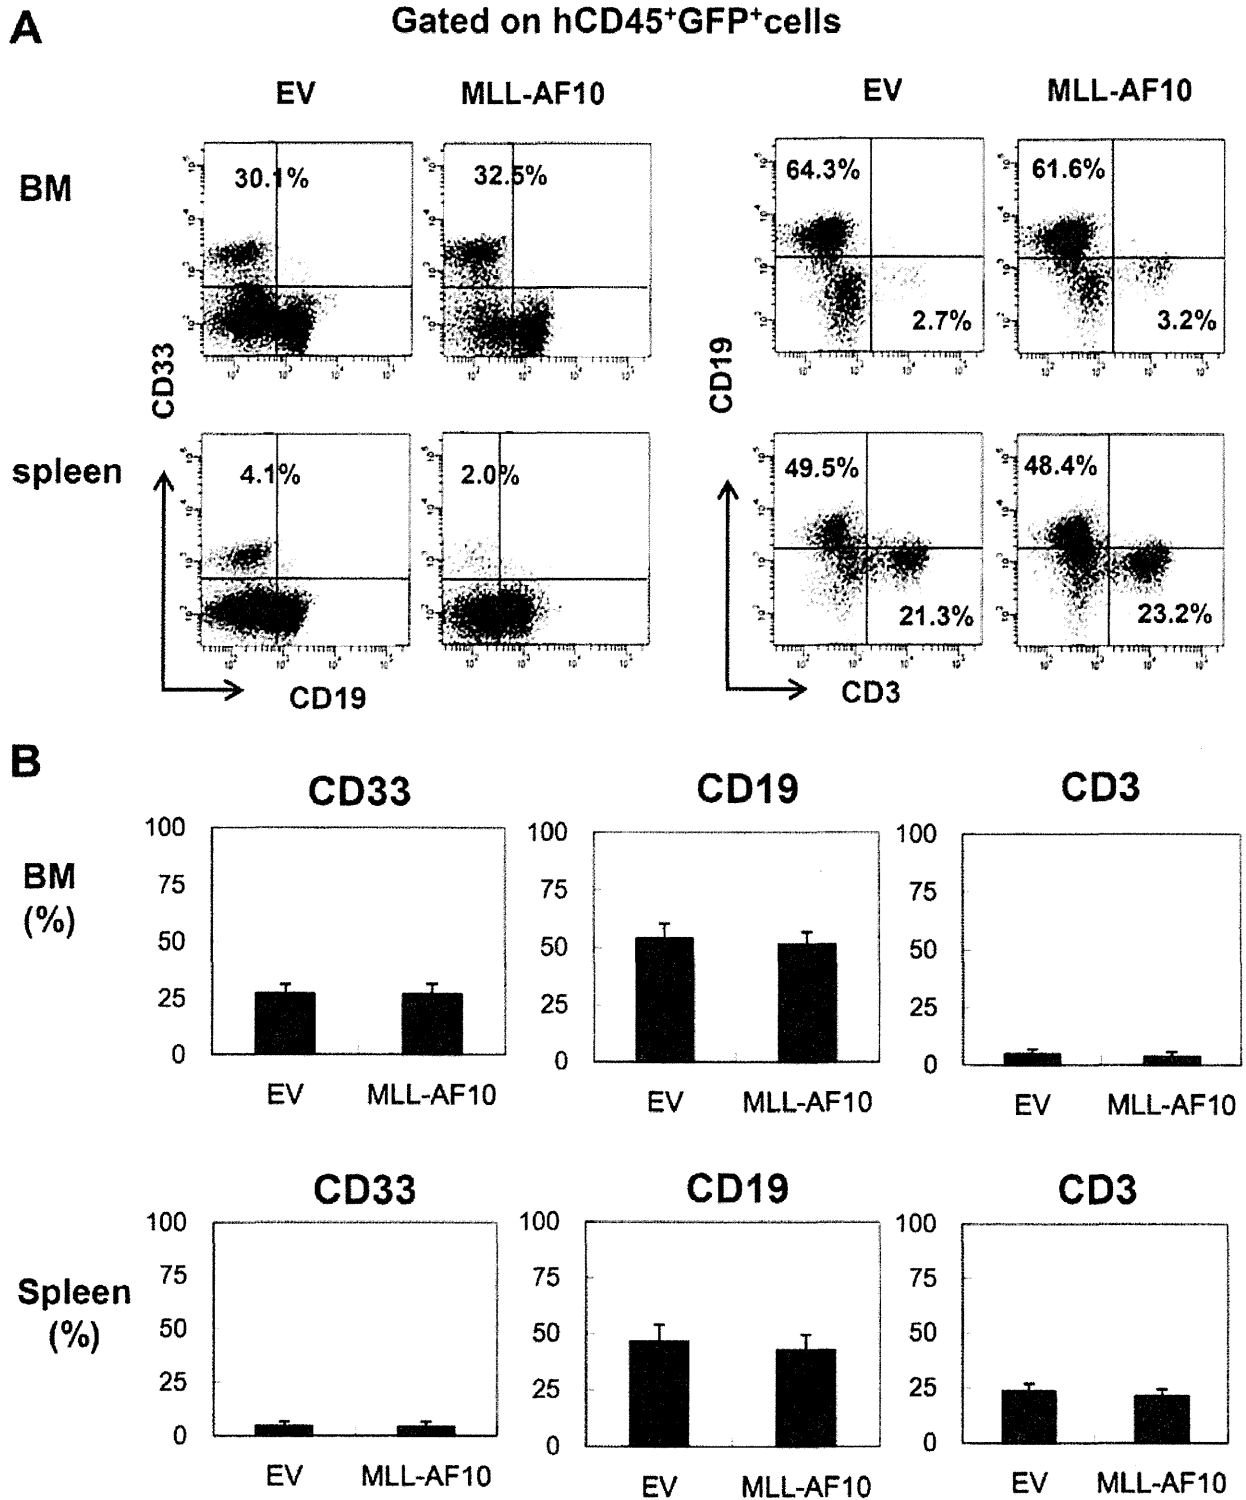 A
Gated on hCD45⁺GFP⁺cells
EV
MLL-AF10
EV
MLL-AF10
BM
30.1%
32.5%
64.3%
2.7%
61.6%
3.2%
CD33
CD19
spleen
4.1%
2.0%
49.5%
21.3%
48.4%
23.2%
CD19
CD3
B
CD33
CD19
CD3
BM
(%)
100
75
50
25
0
EV
MLL-AF10
100
75
50
25
0
EV
MLL-AF10
100
75
50
25
0
EV
MLL-AF10
CD33
CD19
CD3
Spleen
(%)
100
75
50
25
0
EV
MLL-AF10
100
75
50
25
0
EV
MLL-AF10
100
75
50
25
0
EV
MLL-AF10